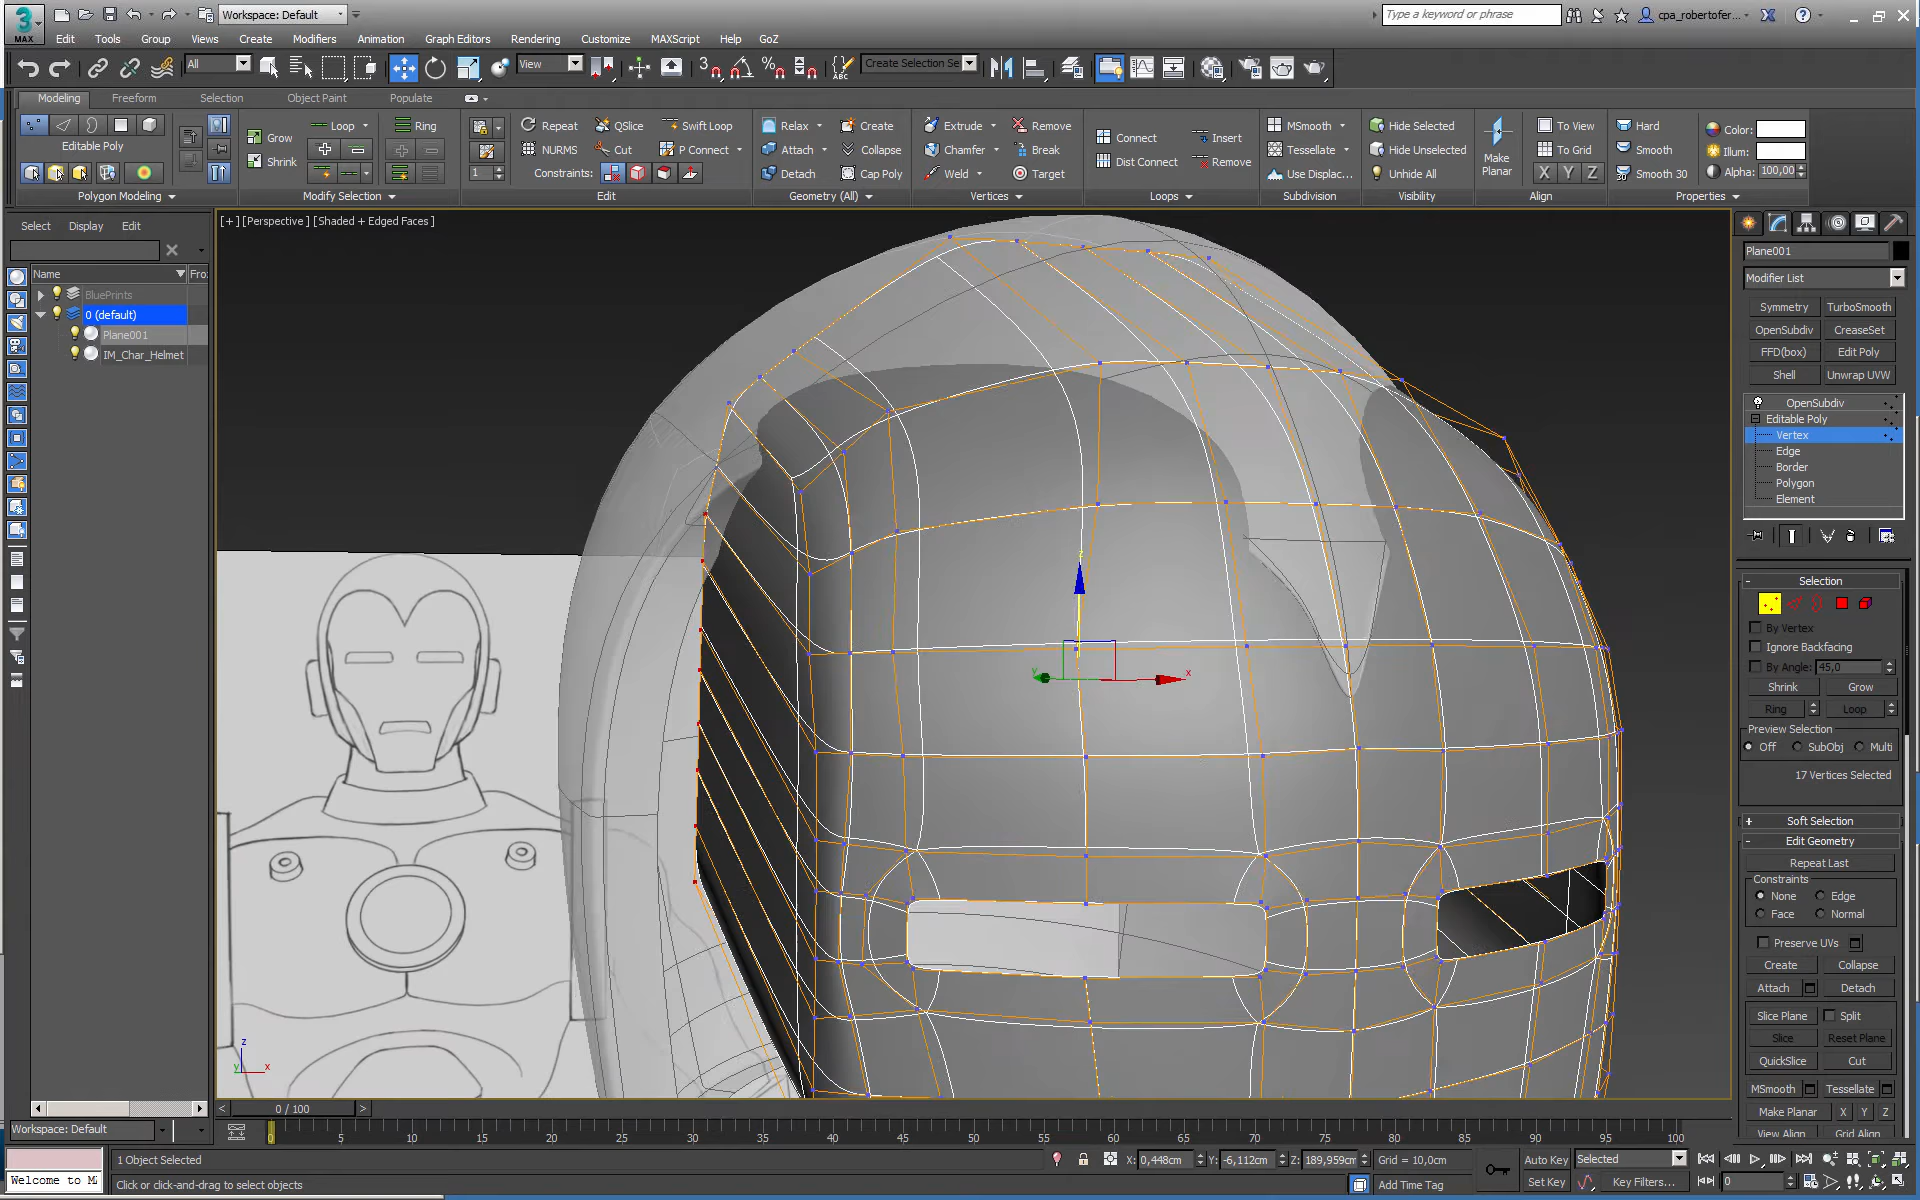 Workspace: Default
Type a keyword or phrase
cpa_robertofer...
MAX
Edit Tools Group Views Create Modifiers Animation Graph Editors Rendering Customize MAXScript Help GoZ
All
View
Create Selection Se
Modeling Freeform Selection Object Paint Populate
Editable Poly
Polygon Modeling
Grow Loop Ring
Shrink
Modify Selection
Repeat QSlice Swift Loop
NURMS Cut P Connect
1 Constraints:
Edit
Relax Create
Attach Collapse
Detach Cap Poly
Geometry (All)
Extrude Remove
Chamfer Break
Weld Target
Vertices
Connect Insert
Dist Connect Remove
Loops
MSmooth
Tessellate
Use Displac...
Subdivision
Hide Selected
Hide Unselected
Unhide All
Visibility
Make Planar
To View
To Grid
X Y Z
Align
Hard
Smooth
Smooth 30
Color:
Illum:
Alpha: 100,00
Properties
Select Display Edit
Name Fro
BluePrints
0 (default)
Plane001
IM_Char_Helmet
[+] [Perspective] [Shaded + Edged Faces]
z
y x
z
y x
Plane001
Modifier List
Symmetry TurboSmooth
OpenSubdiv CreaseSet
FFD(box) Edit Poly
Shell Unwrap UVW
OpenSubdiv
Editable Poly
Vertex
Edge
Border
Polygon
Element
- Selection
By Vertex
Ignore Backfacing
By Angle: 45,0
Shrink Grow
Ring Loop
Preview Selection
Off SubObj Multi
17 Vertices Selected
+ Soft Selection
- Edit Geometry
Repeat Last
Constraints
None Edge
Face Normal
Preserve UVs
Create Collapse
Attach Detach
Slice Plane Split
Slice Reset Plane
QuickSlice Cut
MSmooth Tessellate
Make Planar X Y Z
View Align Grid Align
< 0 / 100 >
Workspace: Default
0 5 10 15 20 25 30 35 40 45 50 55 60 65 70 75 80 85 90 95 100
1 Object Selected
X: 0,448cm Y: -6,112cm Z: 189,959cm Grid = 10,0cm
Auto Key Selected
Welcome to M
Click or click-and-drag to select objects
Add Time Tag
Set Key Key Filters...
0